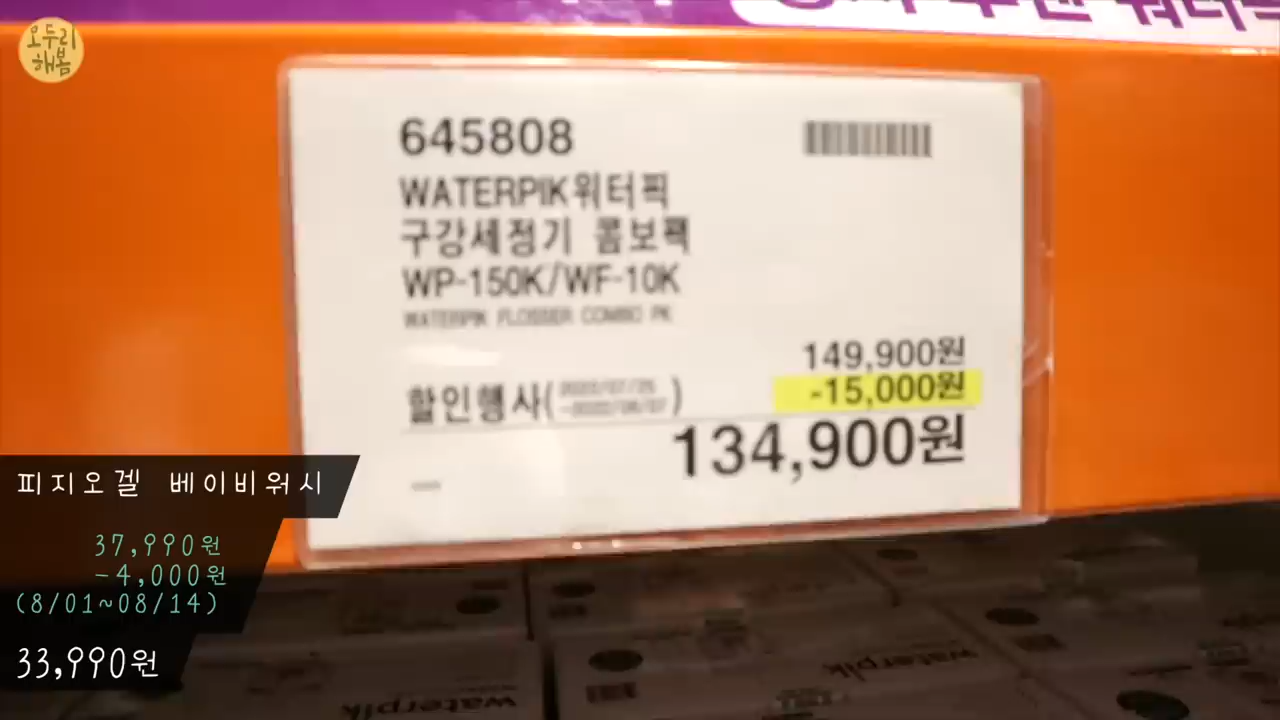 오두리
해봄
645808
WATERPIK워터픽
구강세정기 콤보팩
WP-150K/WF-10K
WATERPIK FLOSSER COMBO PK
149,900원
-15,000원
할인행사(
)
134,900원
피지오겔 베이비워시
37,990원
-4,000원
(8/01~08/14)
33,990원
waterpik
waterpik